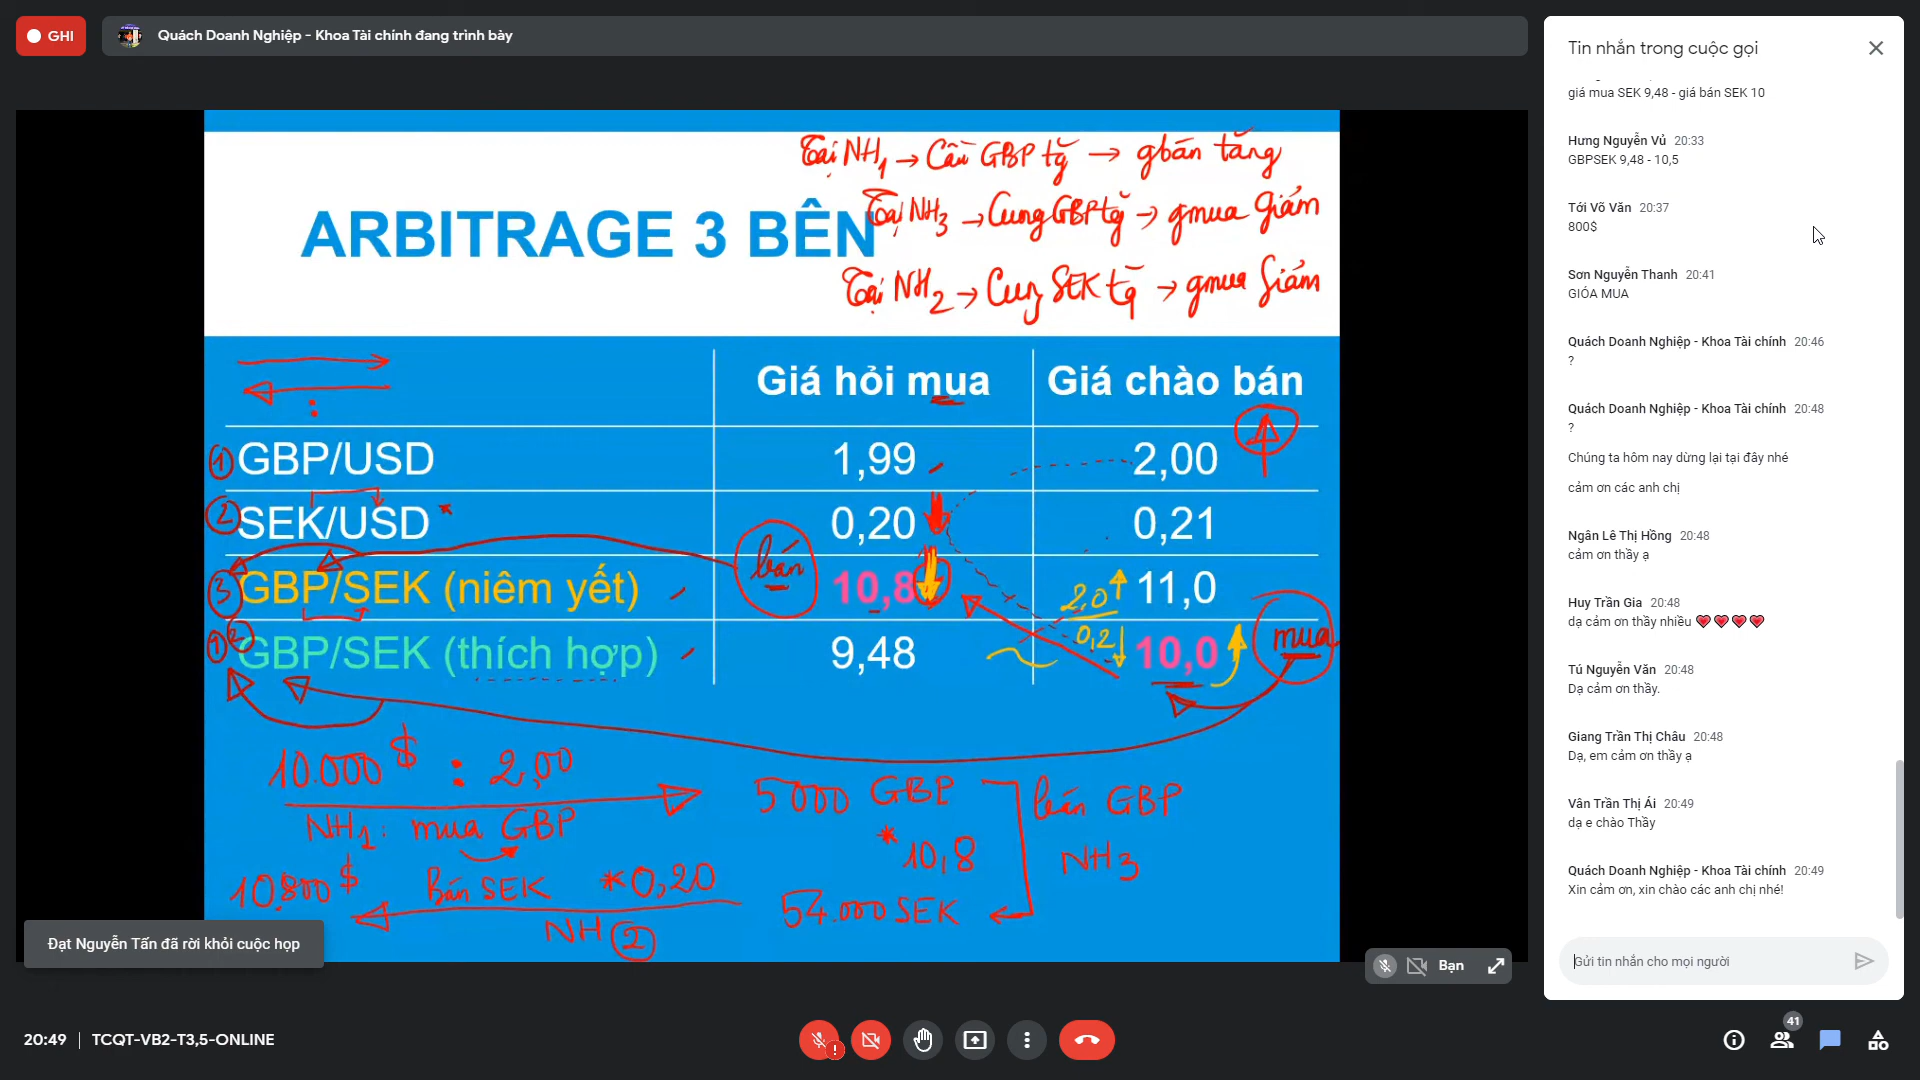 GHI
Quách Doanh Nghiệp - Khoa Tài chính đang trình bày
Tại NH1 → Cầu GBP tg → gbán tăng
ARBITRAGE 3 BÊN
Tại NH3 → Cung GBP tg → gmua giảm
Tại NH2 → Cung SEK tg → gmua giảm
: Giá hỏi mua Giá chào bán
1 GBP/USD 1,99 2,00
2 SEK/USD * 0,20 0,21
bán
3 GBP/SEK (niêm yết) 10,8 2,0 11,0
1 2 GBP/SEK (thích hợp) 9,48 0,2 10,0 mua
10.000$ : 2,00
NH1: mua GBP
5000 GBP
bán GBP
* 10,8
NH3
10.800$ Bán SEK * 0,20
54.000 SEK
NH 2
Đạt Nguyễn Tấn đã rời khỏi cuộc họp
Bạn
20:49 | TCQT-VB2-T3,5-ONLINE
!
41
Tin nhắn trong cuộc gọi
giá mua SEK 9,48 - giá bán SEK 10
Hưng Nguyễn Vủ 20:33
GBPSEK 9,48 - 10,5
Tới Võ Văn 20:37
800$
Sơn Nguyễn Thanh 20:41
GIÓA MUA
Quách Doanh Nghiệp - Khoa Tài chính 20:46
?
Quách Doanh Nghiệp - Khoa Tài chính 20:48
?
Chúng ta hôm nay dừng lại tại đây nhé
cảm ơn các anh chị
Ngân Lê Thị Hồng 20:48
cảm ơn thầy ạ
Huy Trần Gia 20:48
dạ cảm ơn thầy nhiều ❤❤❤❤
Tú Nguyễn Văn 20:48
Dạ cảm ơn thầy.
Giang Trần Thị Châu 20:48
Dạ, em cảm ơn thầy ạ
Vân Trần Thị Ái 20:49
dạ e chào Thầy
Quách Doanh Nghiệp - Khoa Tài chính 20:49
Xin cảm ơn, xin chào các anh chị nhé!
Gửi tin nhắn cho mọi người